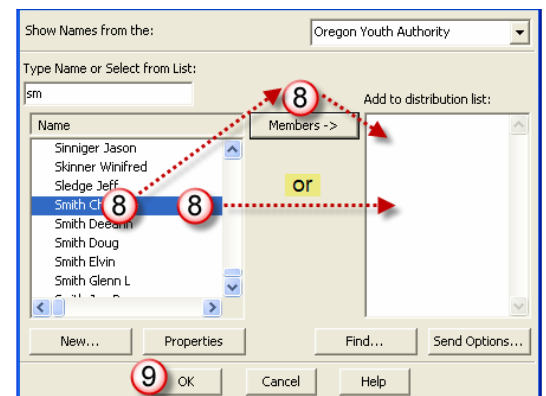 Show Names from the:
Oregon Youth Authority
Type Name or Select from List:
sm
8
Add to distribution list:
Name
Members ->
Sinniger Jason
Skinner Winifred
Sledge Jeff
or
Smith
8
8
Smith Deeann
Smith Doug
Smith Elvin
Smith Glenn L
New...
Properties
Find...
Send Options...
9
OK
Cancel
Help